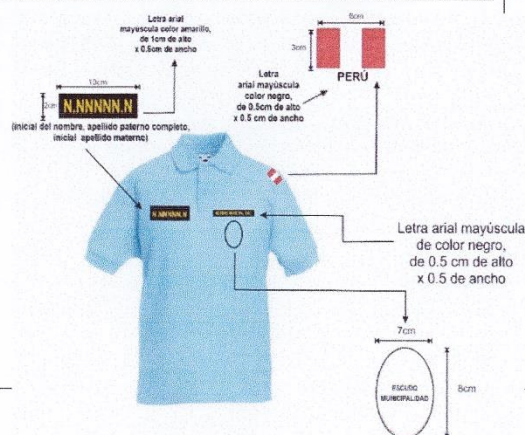 Letra arial
mayúscula color amarillo,
de 1cm de alto
x 0.5cm de ancho
10cm
2cm
N.NNNNN.N
(inicial del nombre, apellido paterno completo,
inicial apellido materno)
5cm
3cm
PERÚ
Letra
arial mayúscula
color negro,
de 0.5cm de alto
x 0.5 cm de ancho
N.NNNNN.N
Letra arial mayúscula
de color negro,
de 0.5 cm de alto
x 0.5 de ancho
7cm
8cm
ESCUDO
MUNICIPALIDAD